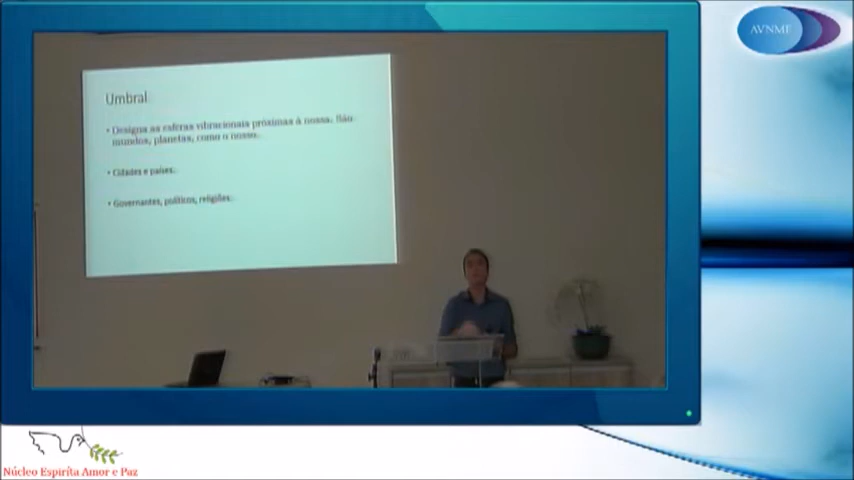 AVNMF
Umbral
• Designa as esferas vibracionais próximas à nossa. São
mundos, planetas, como o nosso.
• Cidades e países.
• Governantes, políticos, religiões.
Núcleo Espírita Amor e Paz